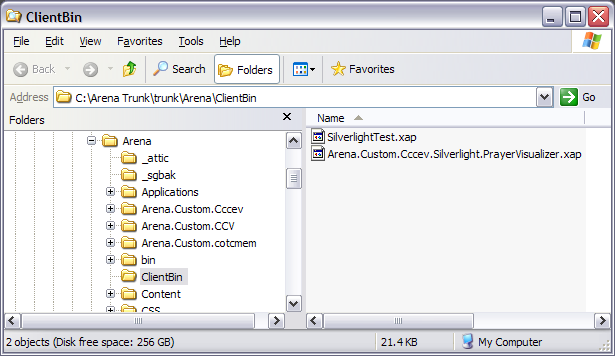 ClientBin
File Edit View Favorites Tools Help
Back Search Folders Favorites
Address C:\Arena Trunk\trunk\Arena\ClientBin Go
Folders
Name
Arena
_attic
_sgbak
Applications
Arena.Custom.Cccev
Arena.Custom.CCV
Arena.Custom.cotcmem
bin
ClientBin
Content
CSS
SilverlightTest.xap
Arena.Custom.Cccev.Silverlight.PrayerVisualizer.xap
2 objects (Disk free space: 256 GB) 21.4 KB My Computer